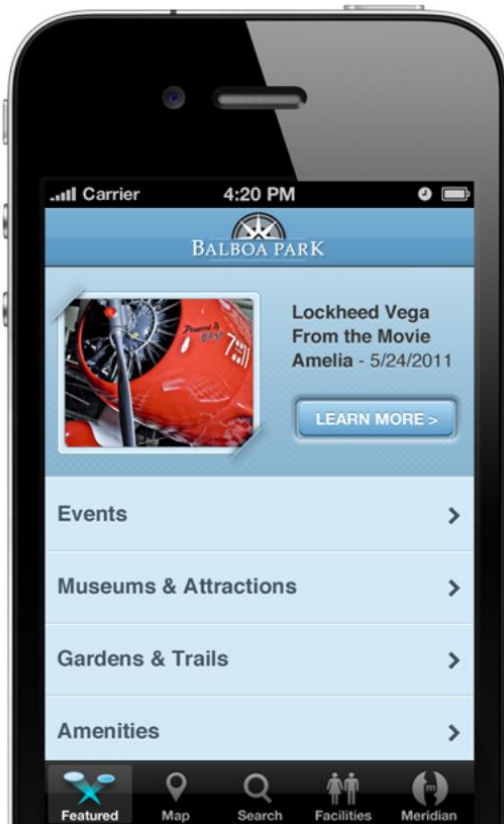 Carrier 4:20 PM
BALBOA PARK
Lockheed Vega
From the Movie
Amelia - 5/24/2011
LEARN MORE >
Events
Museums & Attractions
Gardens & Trails
Amenities
Featured Map Search Facilities Meridian